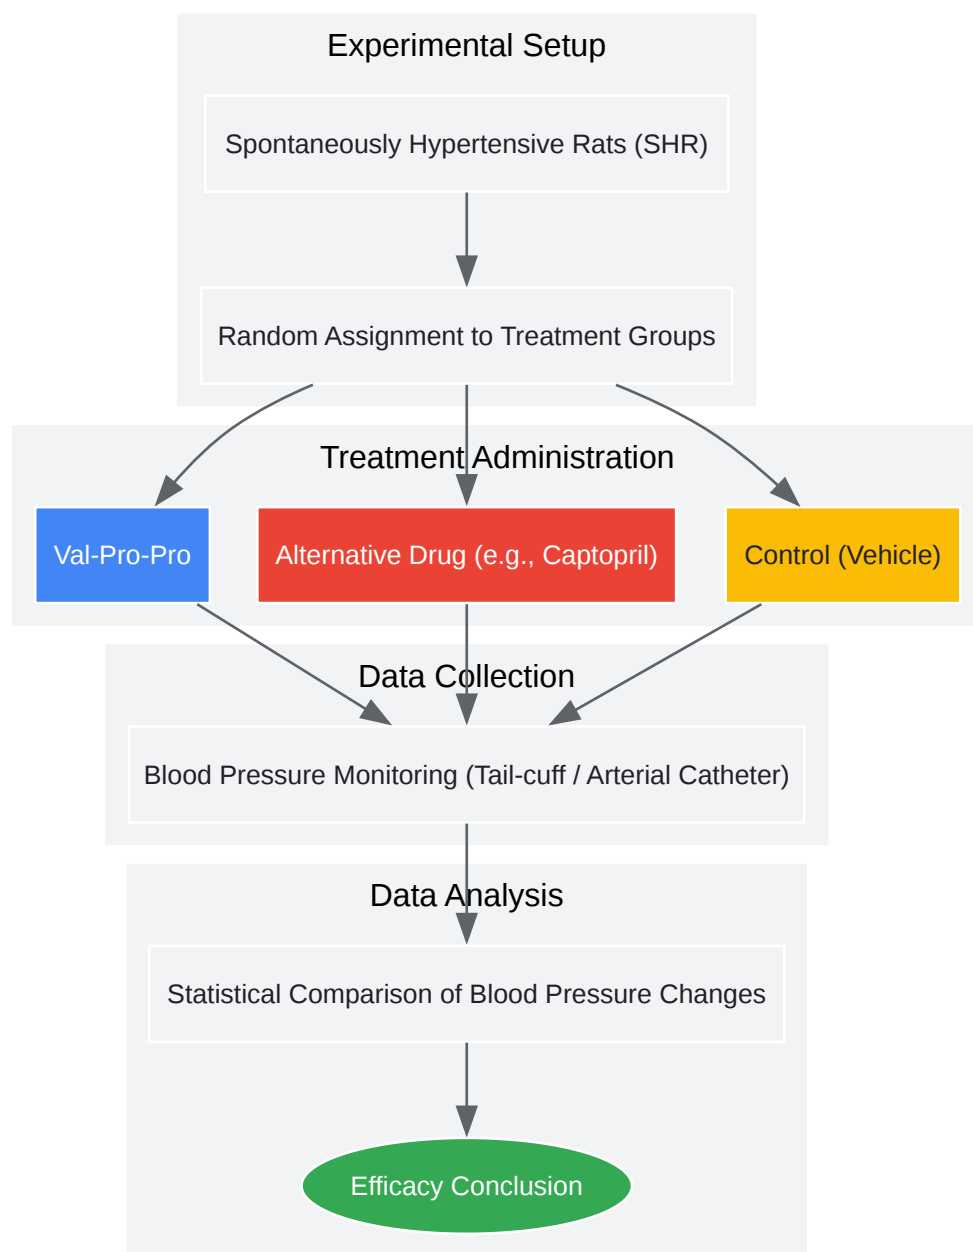 Experimental Setup
Spontaneously Hypertensive Rats (SHR)
Random Assignment to Treatment Groups
Treatment Administration
Val-Pro-Pro
Alternative Drug (e.g., Captopril)
Control (Vehicle)
Data Collection
Blood Pressure Monitoring (Tail-cuff / Arterial Catheter)
Data Analysis
Statistical Comparison of Blood Pressure Changes
Efficacy Conclusion